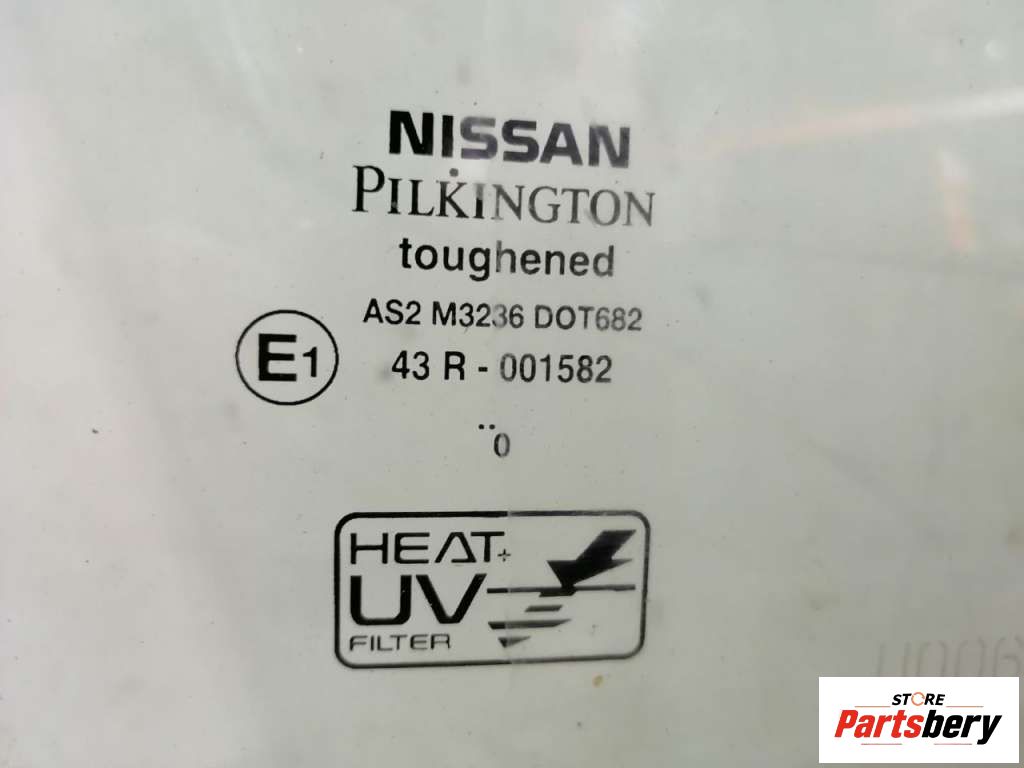 NISSAN
PILKINGTON
toughened
AS2 M3236 DOT682
E1 43 R - 001582
..
0
HEAT+
UV
FILTER
STORE
Partsbery